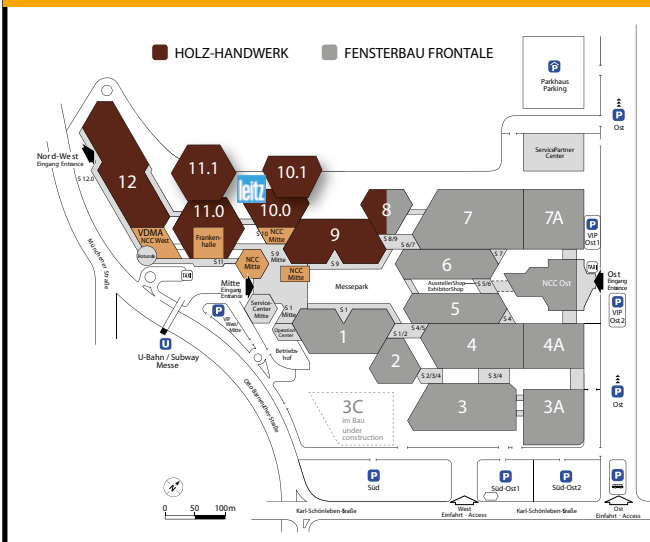 HOLZ-HANDWERK
FENSTERBAU FRONTALE
Parkhaus
Parking
P
P
Ost
ServicePartner
Center
Nord-West
Eingang Entrance
S 12.0
12
11.1
10.1
leitz
11.0
10.0
8
7
7A
VDMA
NCC West
Franken-
halle
S 10
NCC
Mitte
9
S 8/9
S 6/7
P
VIP
Ost1
Rotunde
S 11
NCC
Mitte
S 9
Mitte
NCC
Mitte
S 9
6
S 7
TAXI
TAXI
Münchener Straße
Mitte
Eingang
Entrance
Messepark
AusstellerShop
ExhibitorShop
S 5/6
NCC Ost
Ost
Eingang
Entrance
Service-
Center
Mitte
S 1
Mitte
S 1
5
S 4
P
VIP
Ost 2
P
VIP
West/
Mitte
Operation
Center
1
S 4/5
S 1/2
4
4A
U
U-Bahn / Subway
Messe
Betriebs-
hof
2
S 2/3/4
S 3/4
P
Ost
Otto-Bärnreuther-Straße
3C
im Bau
under
construction
3
3A
P
Süd
P
Süd-Ost1
P
Süd-Ost2
P
N
0 50 100m
Karl-Schönleben-Straße
West
Einfahrt - Access
Karl-Schönleben-Straße
Ost
Einfahrt - Access